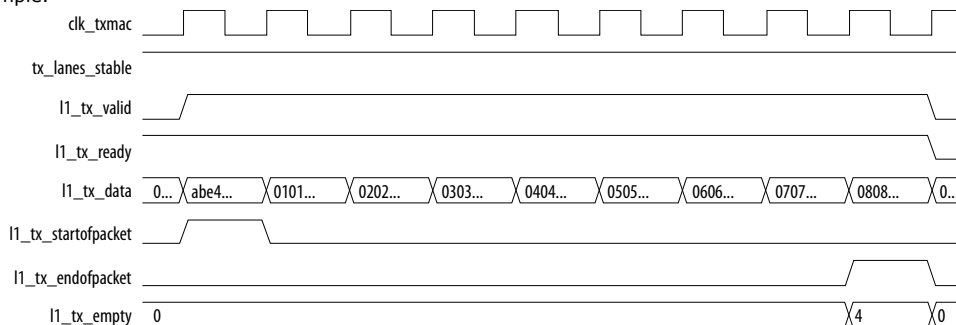 clk_txmac
tx_lanes_stable
l1_tx_valid
l1_tx_ready
l1_tx_data 0... abe4... 0101... 0202... 0303... 0404... 0505... 0606... 0707... 0808... 0..
l1_tx_startofpacket
l1_tx_endofpacket
l1_tx_empty 0 4 0